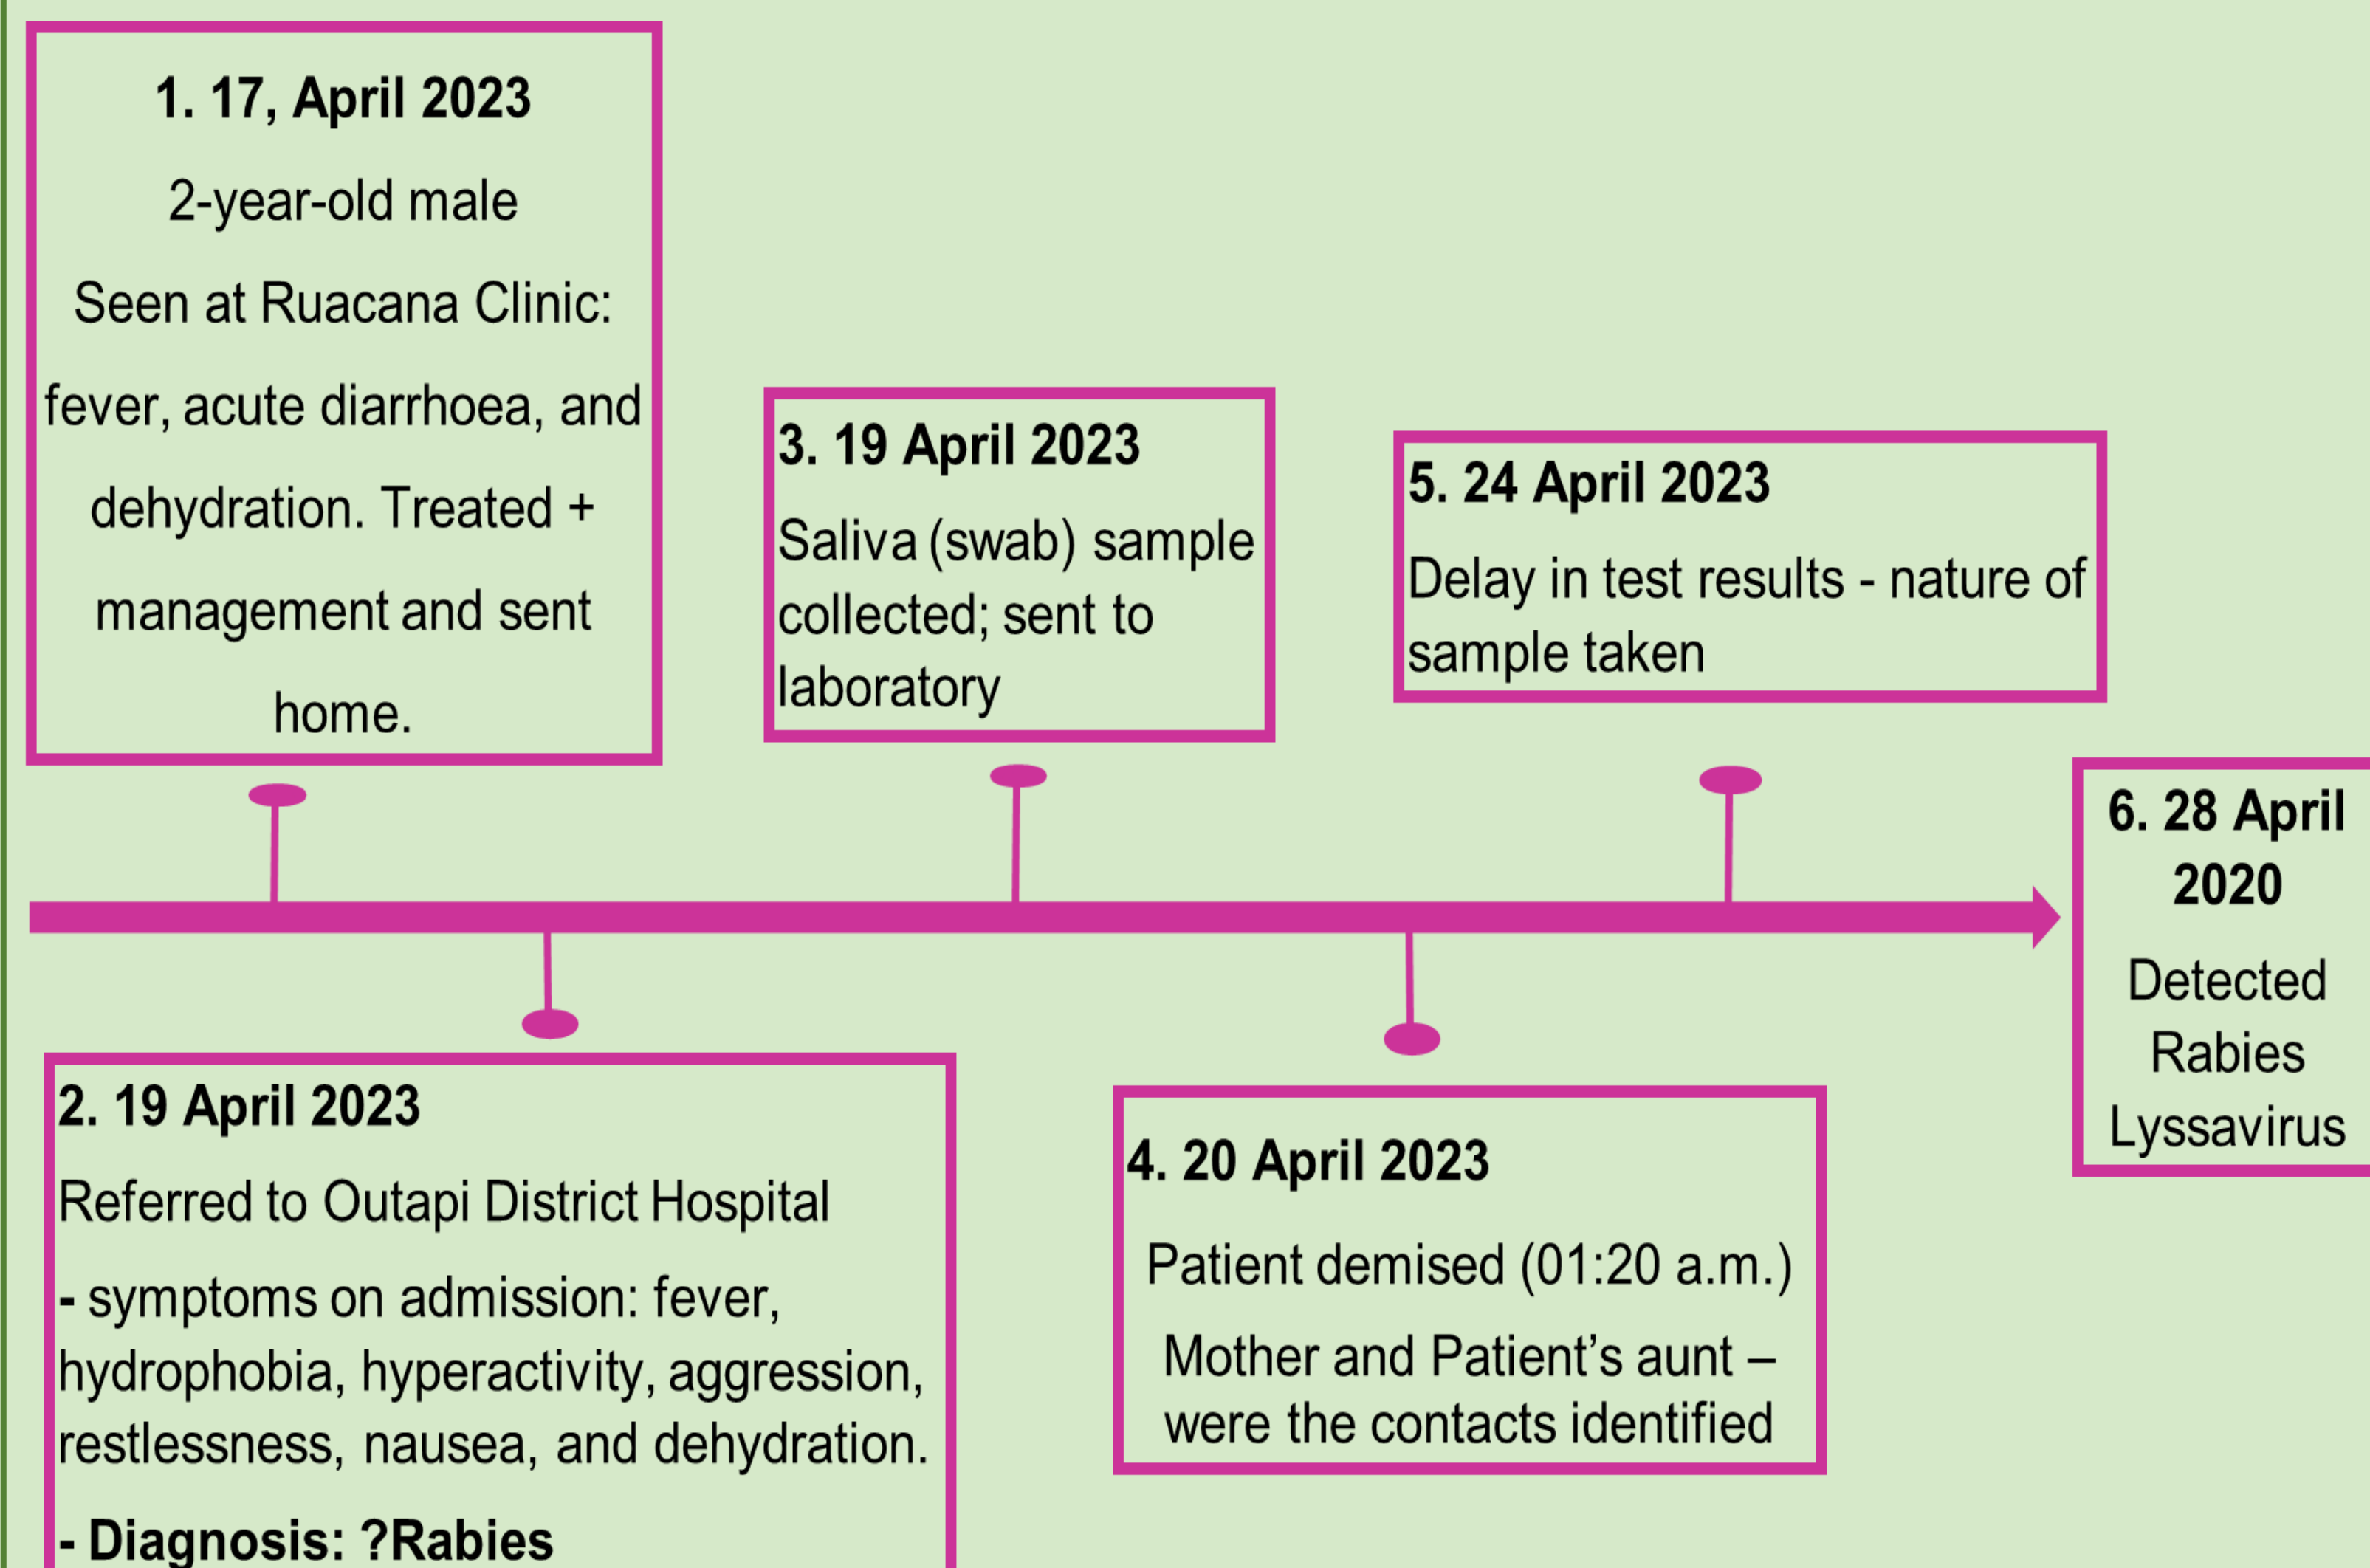 1. 17, April 2023
2-year-old male
Seen at Ruacana Clinic:
fever, acute diarrhoea, and
dehydration. Treated +
management and sent
home.
2. 19 April 2023
Referred to Outapi District Hospital
- symptoms on admission: fever,
hydrophobia, hyperactivity, aggression,
restlessness, nausea, and dehydration.
- Diagnosis: ?Rabies
3. 19 April 2023
Saliva (swab) sample
collected; sent to
laboratory
4. 20 April 2023
Patient demised (01:20 a.m.)
Mother and Patient’s aunt –
were the contacts identified
5. 24 April 2023
Delay in test results - nature of
sample taken
6. 28 April
2020
Detected
Rabies
Lyssavirus